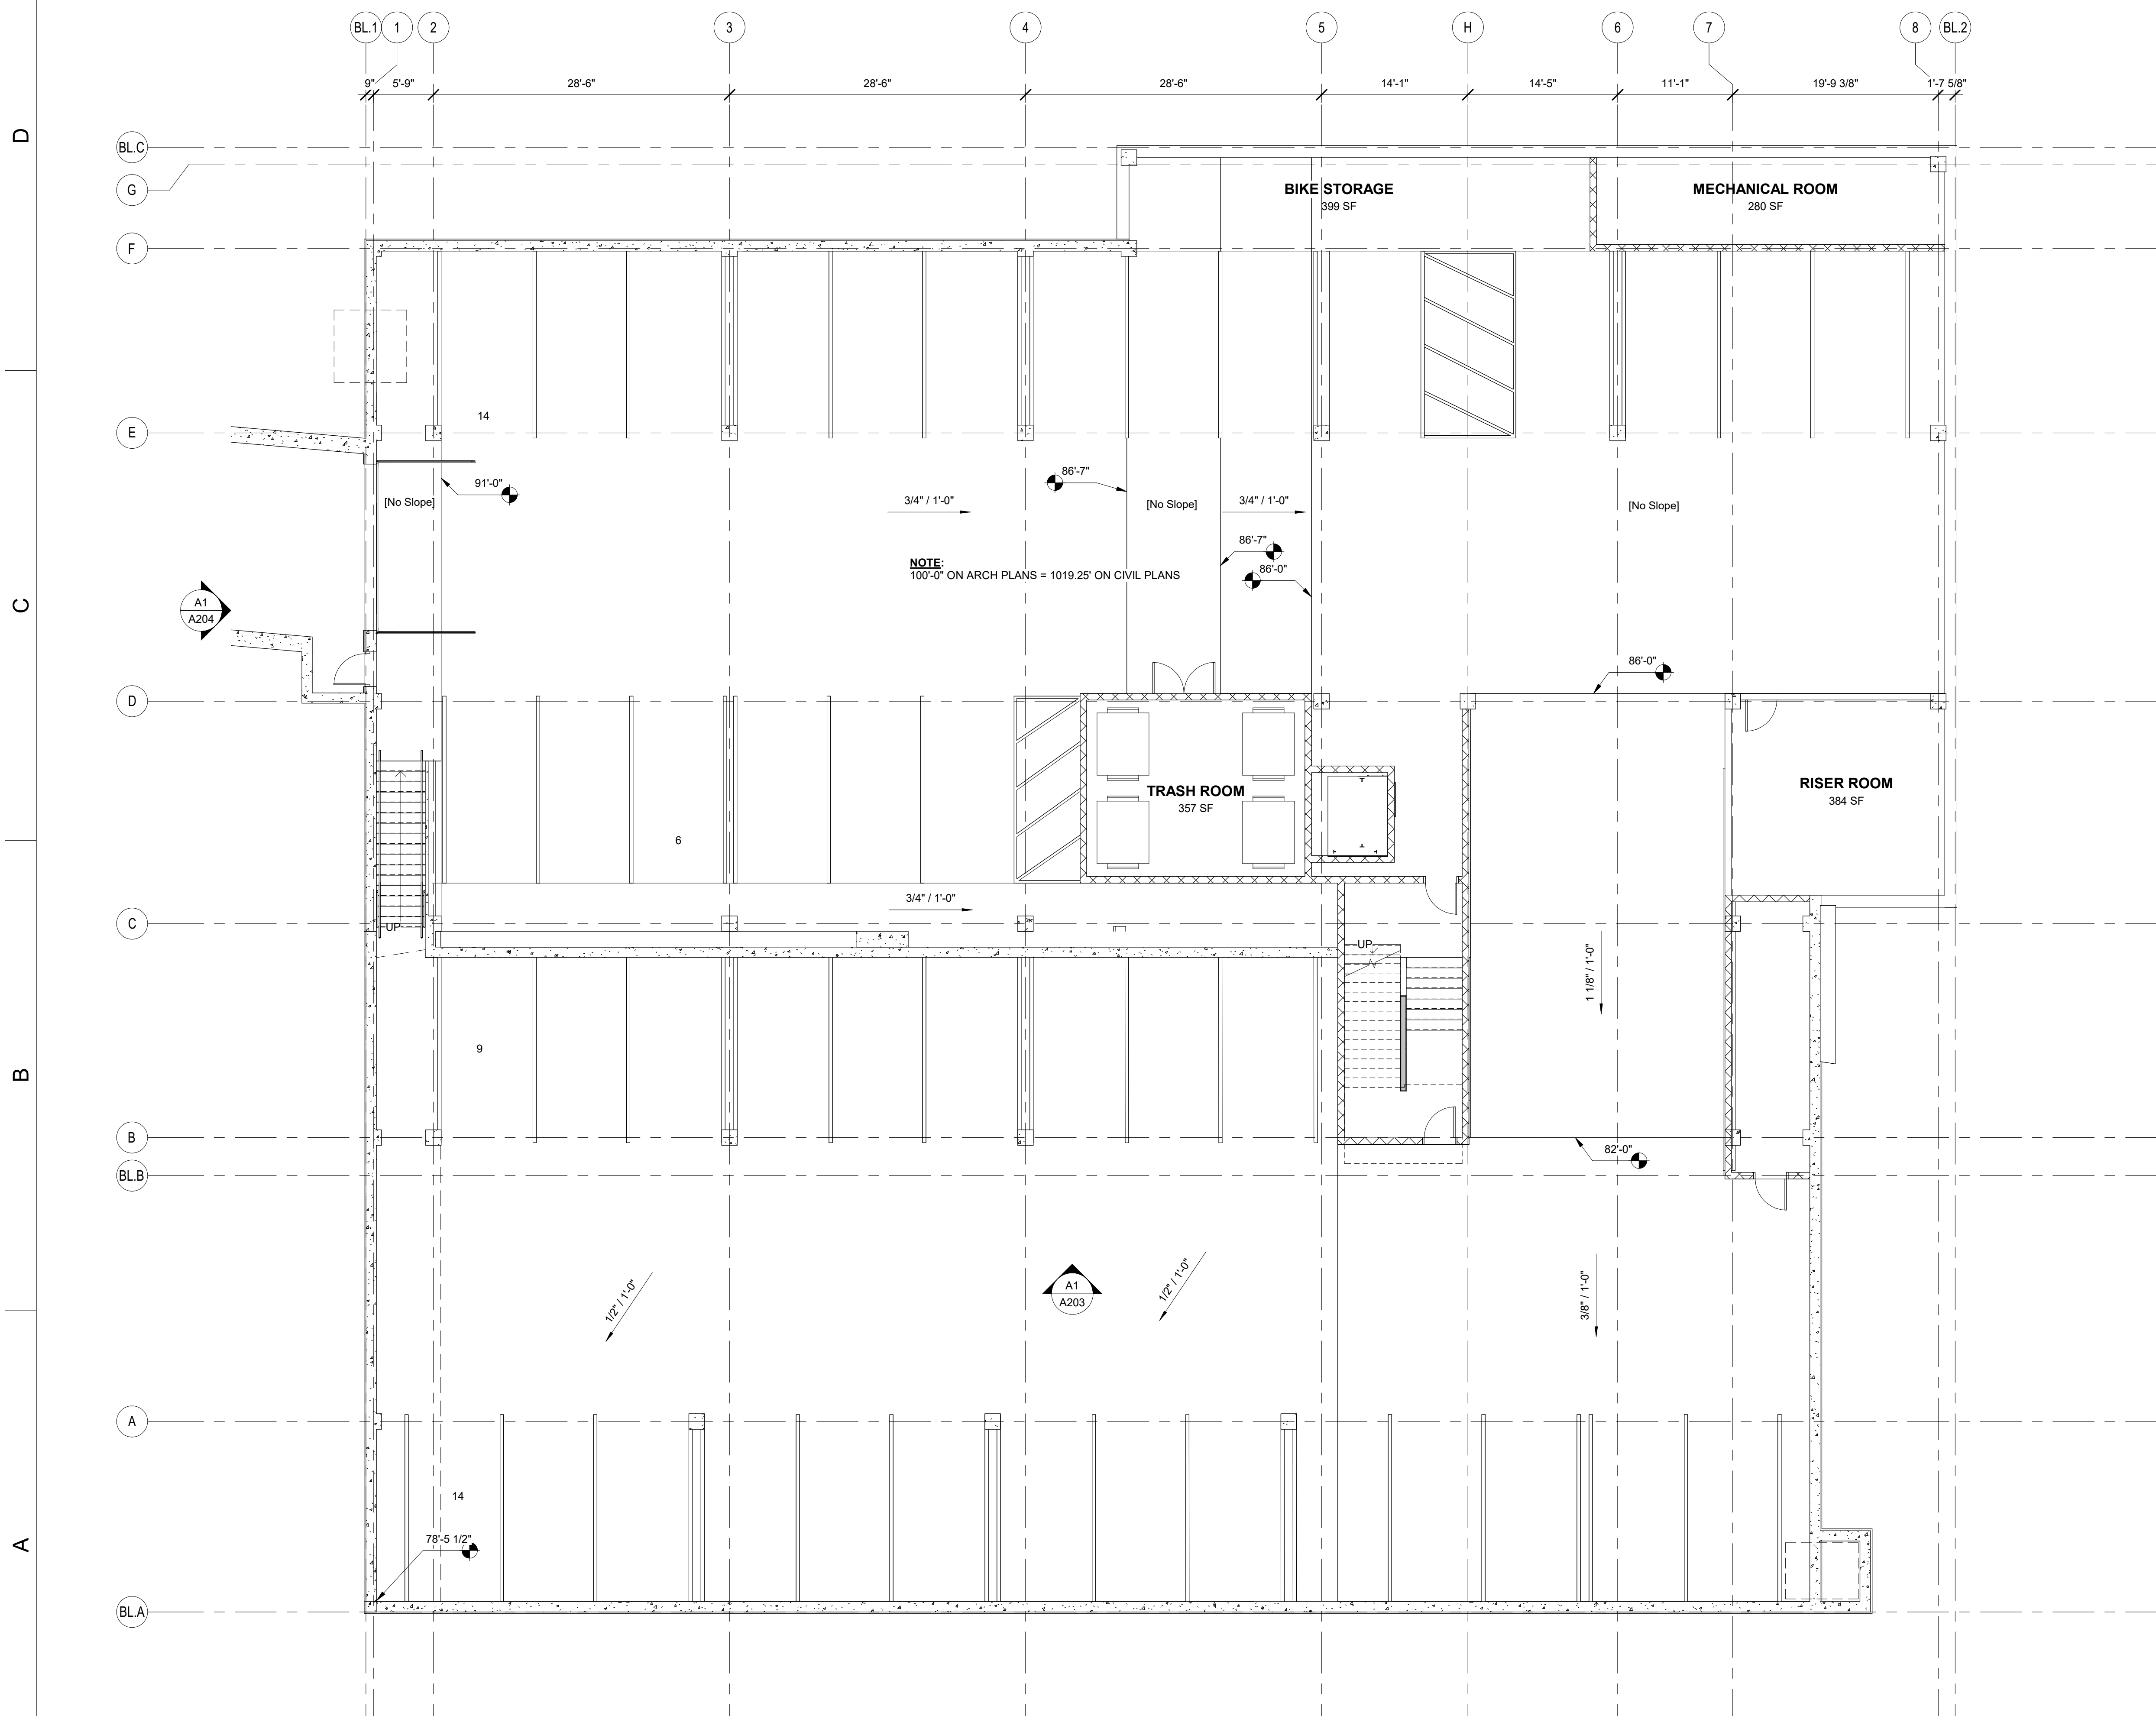 BL.1
1
2
3
4
5
H
6
7
8
BL.2
9"
5'-9"
28'-6"
28'-6"
28'-6"
14'-1"
14'-5"
11'-1"
19'-9 3/8"
1'-7 5/8"
D
BL.C
G
BIKE STORAGE
399 SF
MECHANICAL ROOM
280 SF
F
14
E
91'-0"
[No Slope]
3/4" / 1'-0"
86'-7"
[No Slope]
3/4" / 1'-0"
[No Slope]
86'-7"
86'-0"
NOTE:
100'-0" ON ARCH PLANS = 1019.25' ON CIVIL PLANS
C
A1
A204
86'-0"
D
TRASH ROOM
357 SF
RISER ROOM
384 SF
6
3/4" / 1'-0"
C
UP
UP
1 1/8" / 1'-0"
9
B
B
82'-0"
BL.B
1/2" / 1'-0"
A1
A203
1/2" / 1'-0"
3/8" / 1'-0"
A
14
78'-5 1/2"
A
BL.A